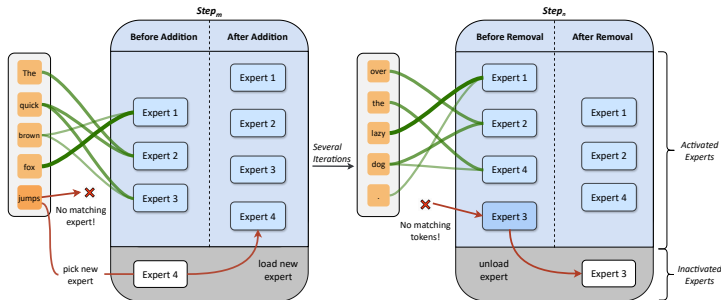 Step_m
Before Addition
After Addition
The
quick
brown
fox
jumps
Expert 1
Expert 2
Expert 3
Expert 1
Expert 2
Expert 3
Expert 4
No matching
expert!
pick new
expert
Expert 4
load new
expert
Several
Iterations
Step_n
Before Removal
After Removal
over
the
lazy
dog
.
Expert 1
Expert 2
Expert 4
Expert 3
Expert 1
Expert 2
Expert 4
No matching
tokens!
unload
expert
Expert 3
Activated
Experts
Inactivated
Experts